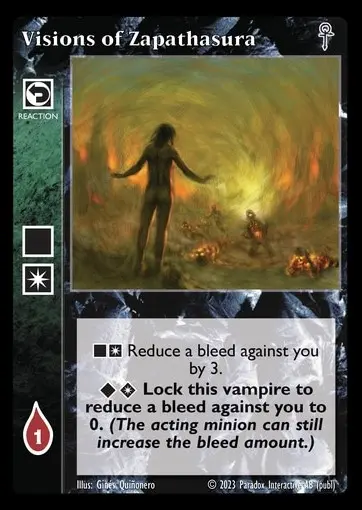 Visions of Zapathasura
REACTION
Reduce a bleed against you
by 3.
Lock this vampire to
reduce a bleed against you to
0. (The acting minion can still
increase the bleed amount.)
1
Illus: Ginés Quiñonero
© 2023 Paradox Interactive AB (publ)